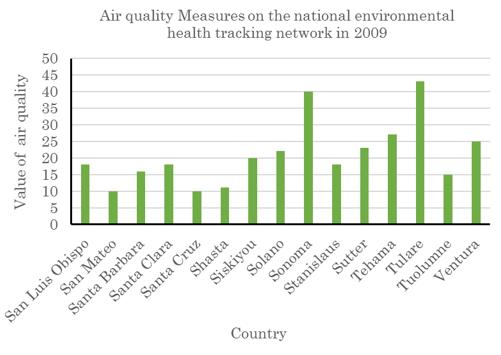 Air quality Measures on the national environmental
health tracking network in 2009
Value of air quality
50
45
40
35
30
25
20
15
10
5
0
San Luis Obispo
San Mateo
Santa Barbara
Santa Clara
Santa Cruz
Shasta
Siskiyou
Solano
Sonoma
Stanislaus
Sutter
Tehama
Tulare
Tuolumne
Ventura
Country